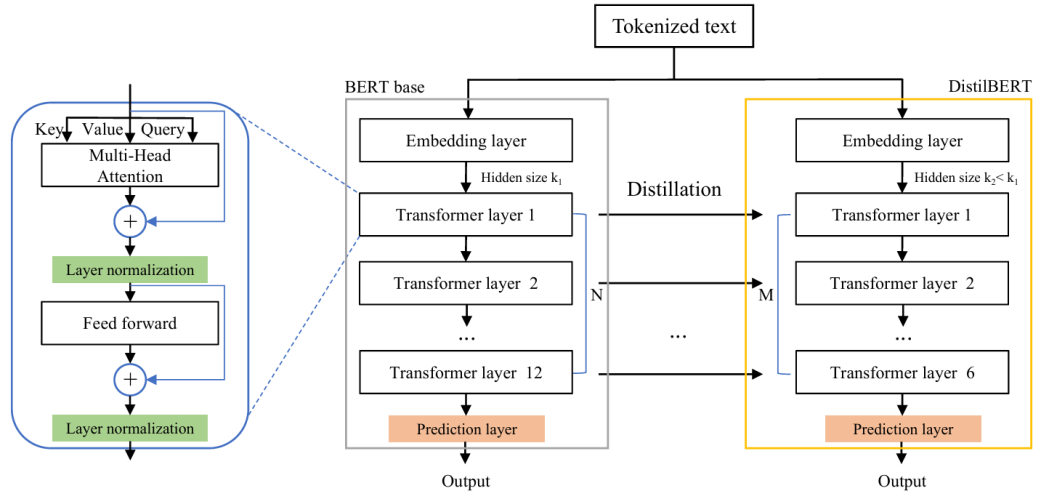 Tokenized text
BERT base
DistilBERT
Key
Value
Query
Multi-Head
Attention
+
Layer normalization
Feed forward
+
Layer normalization
Embedding layer
Hidden size k₁
Transformer layer 1
Transformer layer 2
...
Transformer layer 12
N
Prediction layer
Output
Distillation
...
Embedding layer
Hidden size k₂< k₁
Transformer layer 1
Transformer layer 2
M
...
Transformer layer 6
Prediction layer
Output